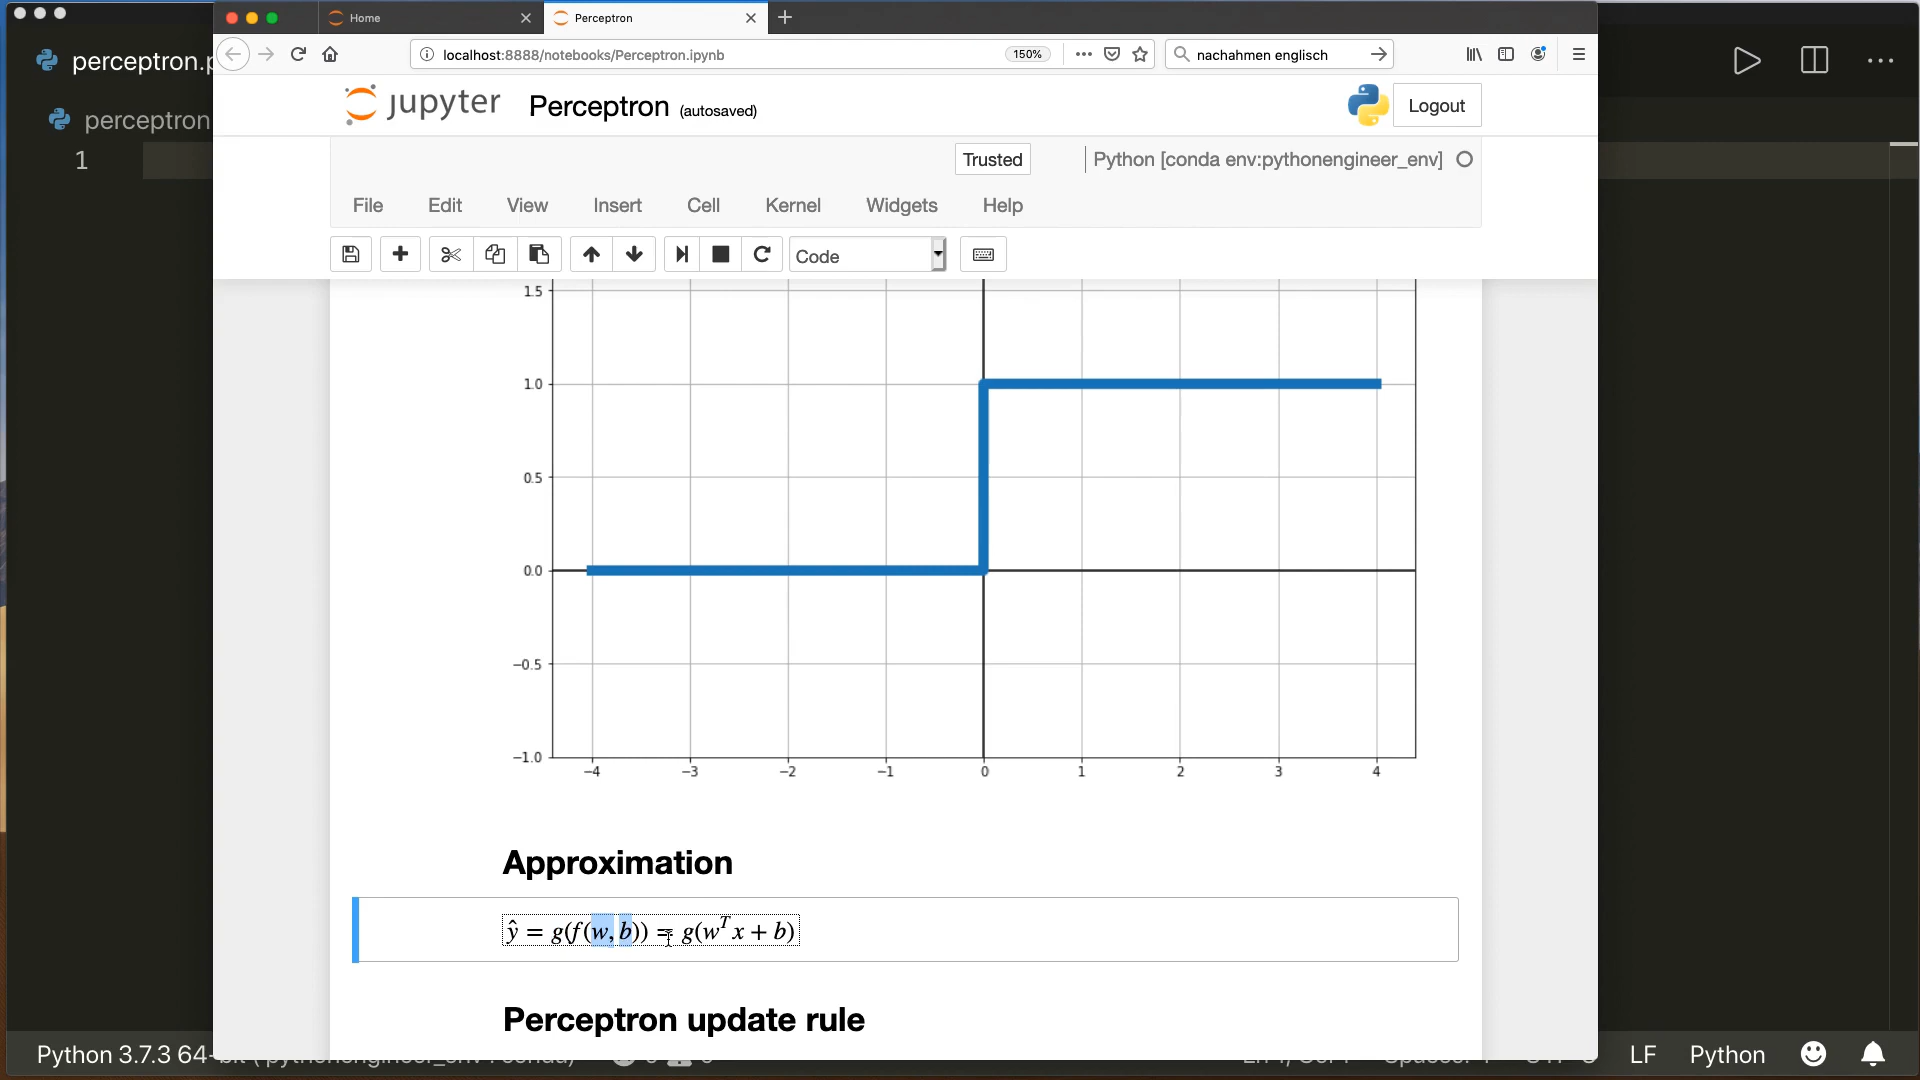 Home
Perceptron
perceptron.p
localhost:8888/notebooks/Perceptron.ipynb
150%
nachahmen englisch
jupyter
Perceptron (autosaved)
Logout
perceptron
1
Trusted
Python [conda env:pythonengineer_env]
File Edit View Insert Cell Kernel Widgets Help
Code
1.5
1.0
0.5
0.0
−0.5
−1.0
−4 −3 −2 −1 0 1 2 3 4
Approximation
ŷ = g(f(w, b)) = g(wᵀx + b)
Perceptron update rule
Python 3.7.3 64-bit
LF
Python